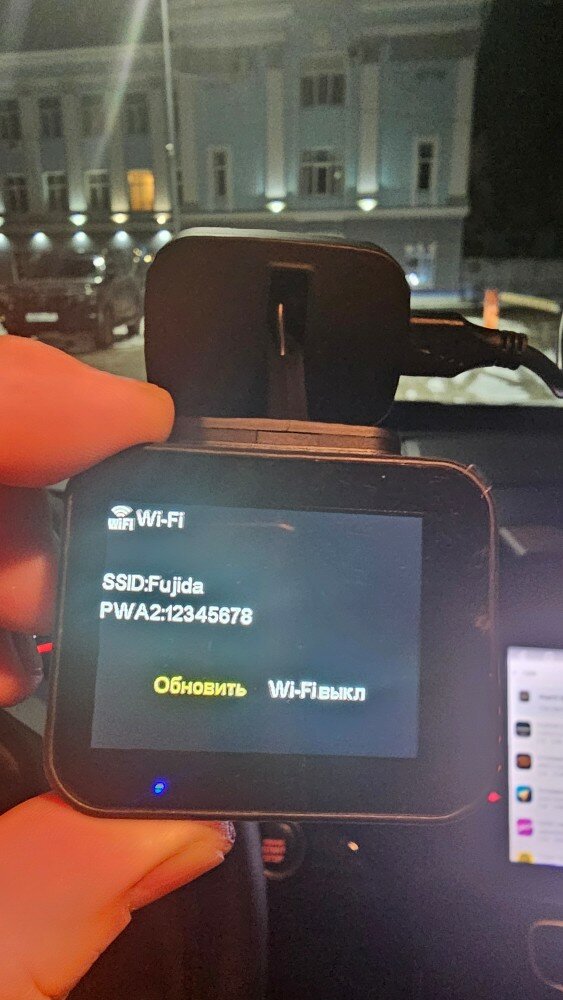 WiFi Wi-Fi
SSID:Fujida
PWA2:12345678
Обновить Wi-Fi выкл